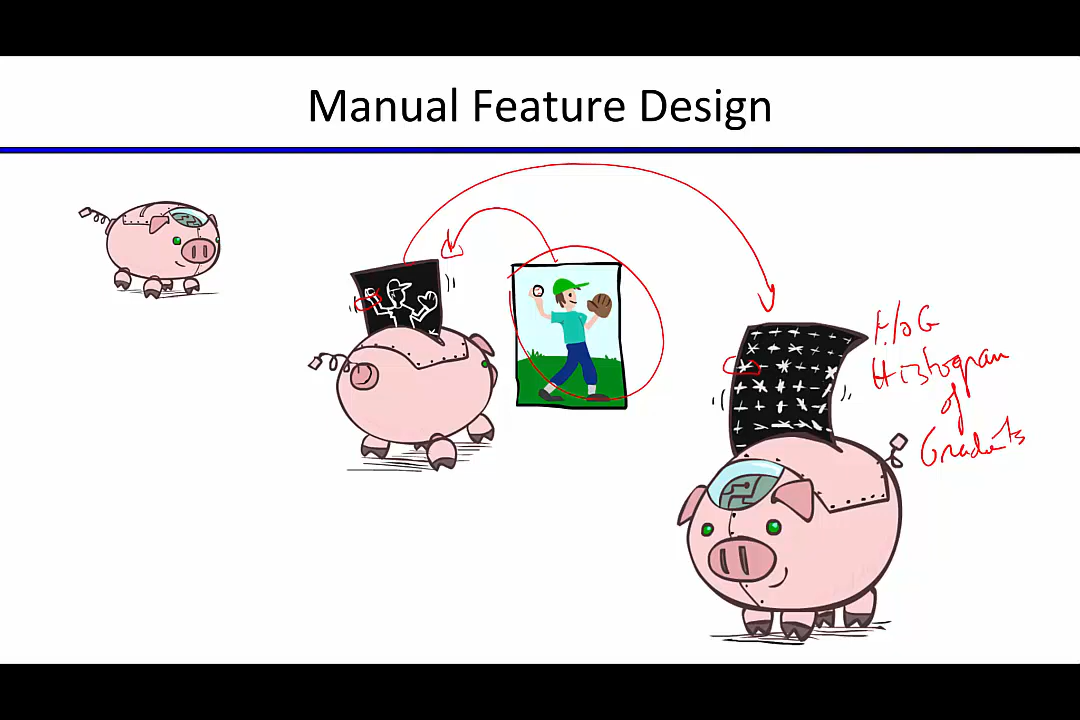 Manual Feature Design
HoG
Histogram
of
Gradients